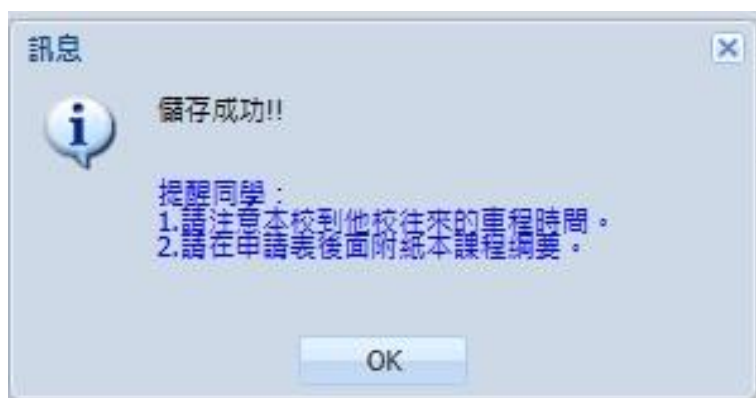 訊息
儲存成功!!
提醒同學：
1.請注意本校到他校往來的車程時間。
2.請在申請表後面附紙本課程綱要。
OK